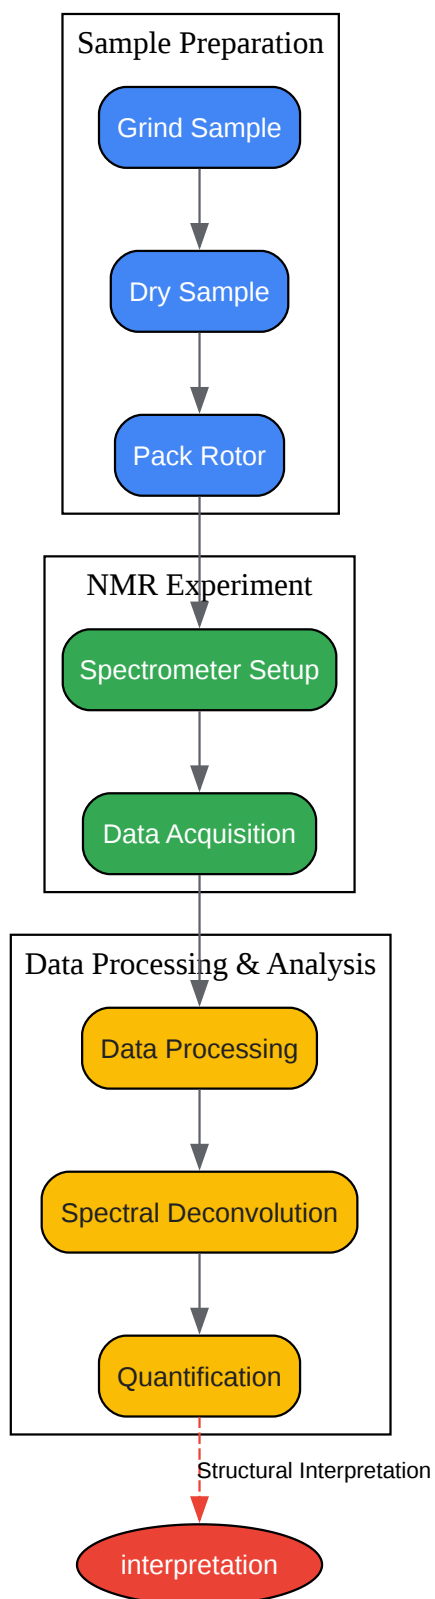 Sample Preparation
Grind Sample
Dry Sample
Pack Rotor
NMR Experiment
Spectrometer Setup
Data Acquisition
Data Processing & Analysis
Data Processing
Spectral Deconvolution
Quantification
Structural Interpretation
interpretation